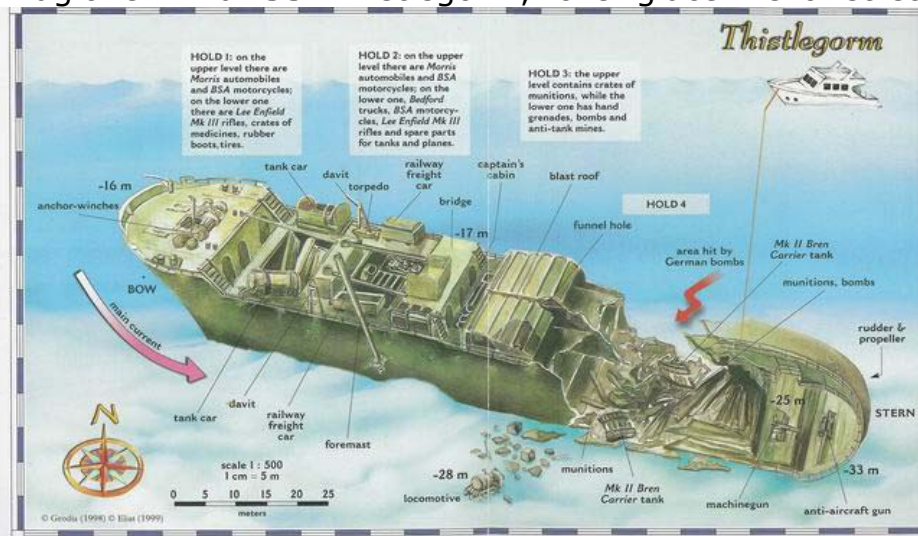 Thistlegorm
HOLD 1: on the
upper level there are
Morris automobiles
and BSA motorcycles;
on the lower one
there are Lee Enfield
Mk III rifles, crates of
medicines, rubber
boots, tires.
HOLD 2: on the upper
level there are Morris
automobiles and BSA
motorcycles; on the
lower one, Bedford
trucks, BSA motorcy-
cles, Lee Enfield Mk III
rifles and spare parts
for tanks and planes.
HOLD 3: the upper
level contains crates of
munitions, while the
lower one has hand
grenades, bombs and
anti-tank mines.
tank car
davit
torpedo
railway
freight
car
captain's
cabin
blast roof
-16 m
anchor-winches
bridge
-17 m
HOLD 4
funnel hole
area hit by
German bombs
Mk II Bren
Carrier tank
munitions, bombs
BOW
main current
rudder &
propeller
-25 m
STERN
N
tank car
davit
railway
freight
car
foremast
scale 1 : 500
1 cm = 5 m
0 5 10 15 20 25
meters
-28 m
locomotive
munitions
Mk II Bren
Carrier tank
-33 m
machinegun
anti-aircraft gun
© Geodia (1998) © Elias (1999)